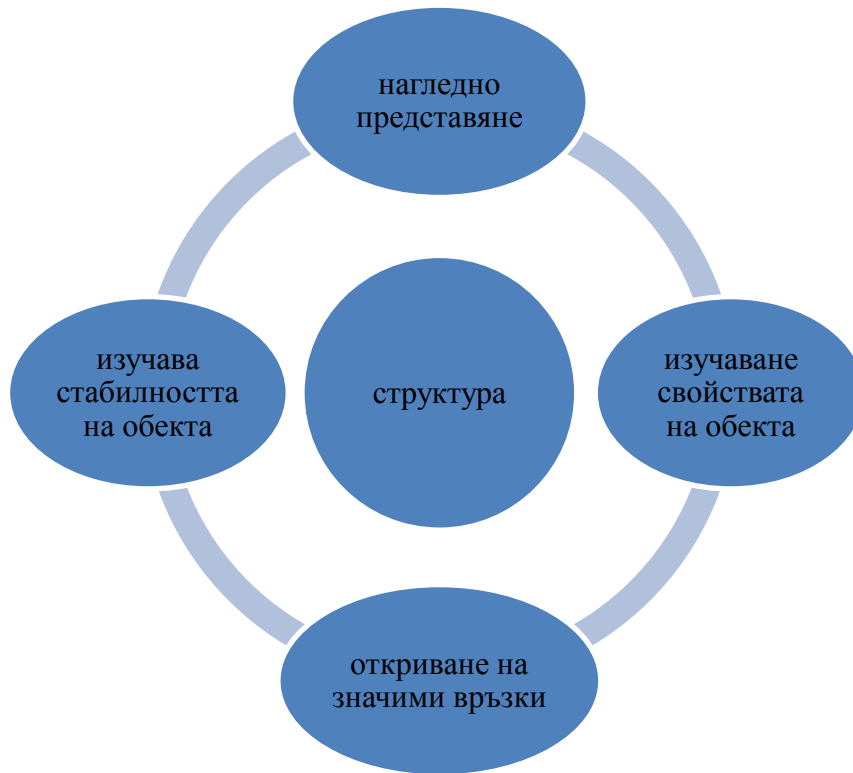 нагледно
представяне
изучава
стабилността
на обекта
структура
изучаване
свойствата
на обекта
откриване на
значими връзки